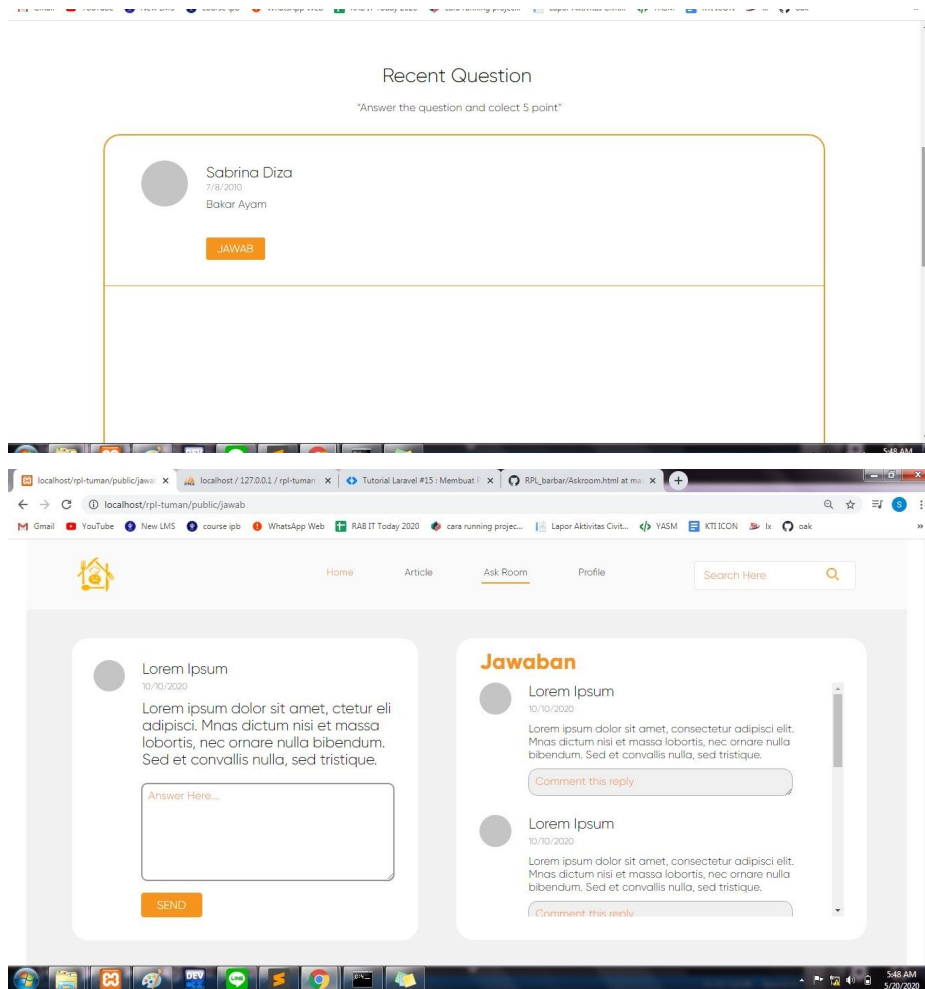 Recent Question
"Answer the question and colect 5 point"
Sabrina Diza
7/8/2010
Bakar Ayam
JAWAB
5:48 AM
localhost/rpl-tuman/public/jawa
localhost / 127.0.0.1 / rpl-tuman
Tutorial Laravel #15 : Membuat
RPL_barbar/Askroom.html at ma
localhost/rpl-tuman/public/jawab
Gmail YouTube New LMS course ipb WhatsApp Web RAB IT Today 2020 cara running projec... Lapor Aktivitas Civit... YASM KTI ICON lx oak
Home Article Ask Room Profile Search Here
Lorem Ipsum
10/10/2020
Lorem ipsum dolor sit amet, ctetur eli
adipisci. Mnas dictum nisi et massa
lobortis, nec ornare nulla bibendum.
Sed et convallis nulla, sed tristique.
Answer Here...
SEND
Jawaban
Lorem Ipsum
10/10/2020
Lorem ipsum dolor sit amet, consectetur adipisci elit.
Mnas dictum nisi et massa lobortis, nec ornare nulla
bibendum. Sed et convallis nulla, sed tristique.
Comment this reply
Lorem Ipsum
10/10/2020
Lorem ipsum dolor sit amet, consectetur adipisci elit.
Mnas dictum nisi et massa lobortis, nec ornare nulla
bibendum. Sed et convallis nulla, sed tristique.
Comment this reply
DEV
5:48 AM
5/20/2020